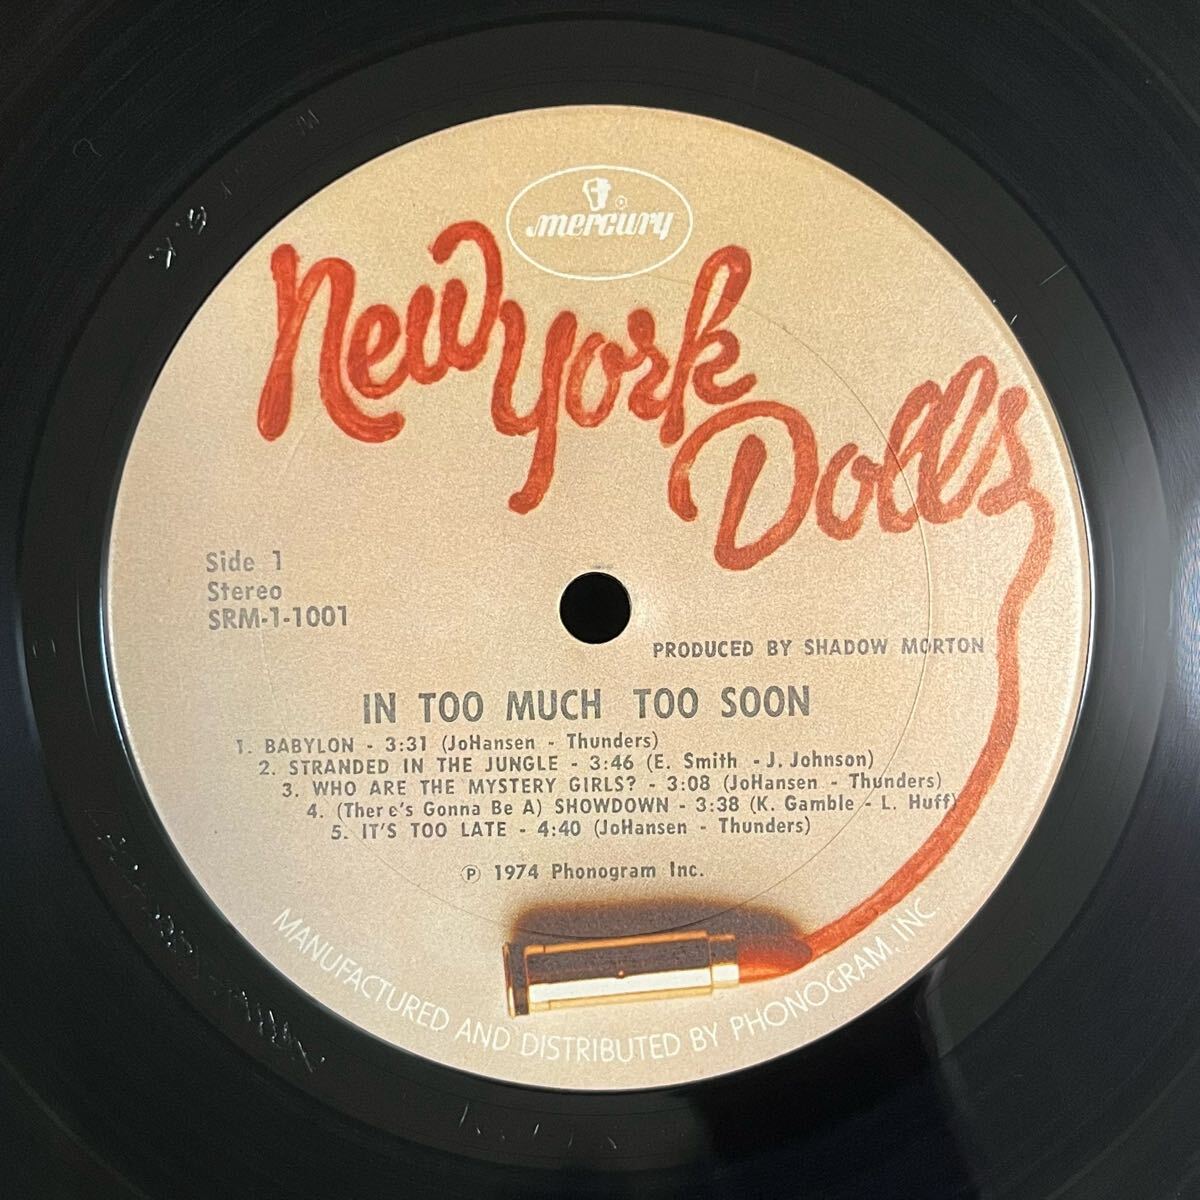 mercury
New York
Dolls
Side 1
Stereo
SRM-1-1001
PRODUCED BY SHADOW MORTON
IN TOO MUCH TOO SOON
1. BABYLON - 3:31 (JoHansen - Thunders)
2. STRANDED IN THE JUNGLE - 3:46 (E. Smith - J. Johnson)
3. WHO ARE THE MYSTERY GIRLS? - 3:08 (JoHansen - Thunders)
4. (There's Gonna Be A) SHOWDOWN - 3:38 (K. Gamble - L. Huff)
5. IT'S TOO LATE - 4:40 (JoHansen - Thunders)
Ⓟ 1974 Phonogram Inc.
MANUFACTURED AND DISTRIBUTED BY PHONOGRAM, INC.